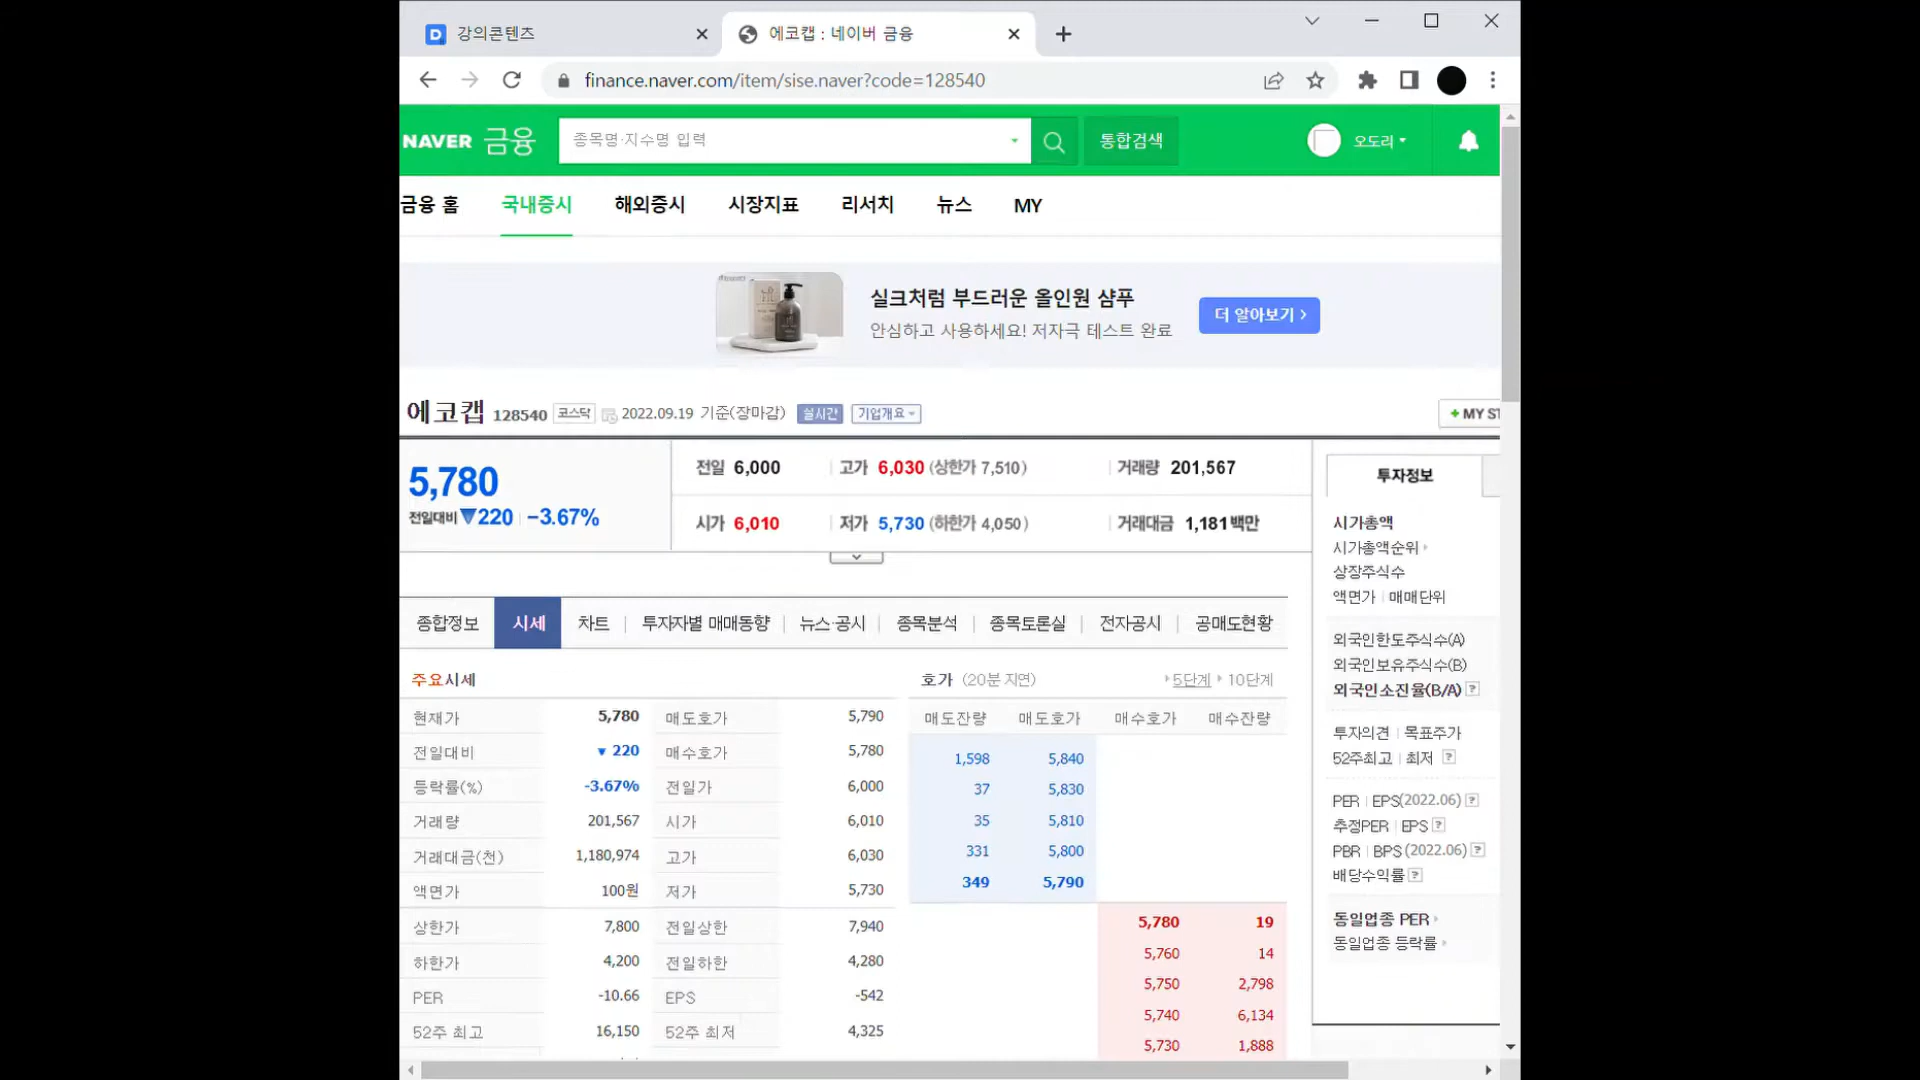 강의콘텐츠
에코캡 : 네이버 금융
finance.naver.com/item/sise.naver?code=128540
NAVER 금융
종목명·지수명 입력
통합검색
오도리
금융 홈 국내증시 해외증시 시장지표 리서치 뉴스 MY
실크처럼 부드러운 올인원 샴푸
안심하고 사용하세요! 저자극 테스트 완료
더 알아보기 >
에코캡 128540 코스닥 2022.09.19 기준(장마감) 실시간 기업개요
+ MY ST
5,780
전일대비 ▼220 -3.67%
전일 6,000 고가 6,030 (상한가 7,510) 거래량 201,567
시가 6,010 저가 5,730 (하한가 4,050) 거래대금 1,181백만
종합정보 시세 차트 투자자별 매매동향 뉴스·공시 종목분석 종목토론실 전자공시 공매도현황
주요시세
현재가 5,780 매도호가 5,790
전일대비 ▼ 220 매수호가 5,780
등락률(%) -3.67% 전일가 6,000
거래량 201,567 시가 6,010
거래대금(천) 1,180,974 고가 6,030
액면가 100원 저가 5,730
상한가 7,800 전일상한 7,940
하한가 4,200 전일하한 4,280
PER -10.66 EPS -542
52주 최고 16,150 52주 최저 4,325
호가 (20분 지연) 5단계 10단계
매도잔량 매도호가 매수호가 매수잔량
1,598 5,840
37 5,830
35 5,810
331 5,800
349 5,790
5,780 19
5,760 14
5,750 2,798
5,740 6,134
5,730 1,888
투자정보
시가총액
시가총액순위
상장주식수
액면가 매매단위
외국인한도주식수(A)
외국인보유주식수(B)
외국인소진율(B/A) ?
투자의견 목표주가
52주최고 최저 ?
PER EPS(2022.06) ?
추정PER EPS ?
PBR BPS (2022.06) ?
배당수익률 ?
동일업종 PER
동일업종 등락률